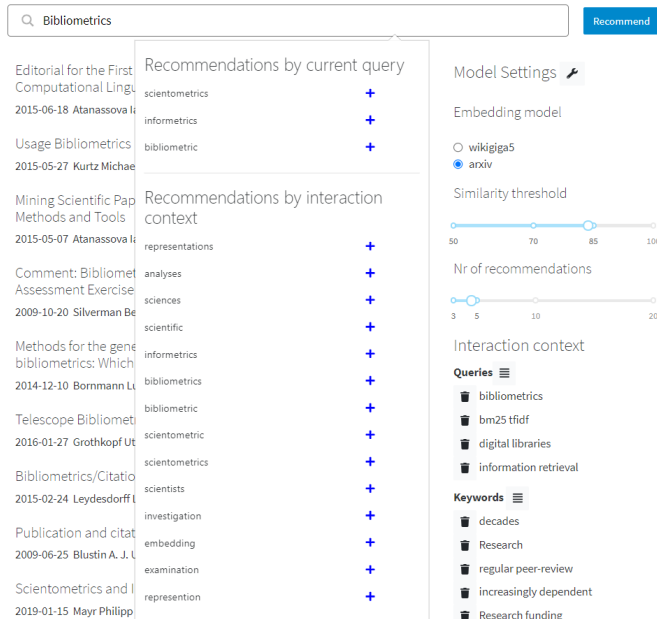 Bibliometrics
Recommend
Editorial for the First
Computational Lingu
2015-06-18 Atanassova
Usage Bibliometrics
2015-05-27 Kurtz Michae
Mining Scientific Pap
Methods and Tools
2015-05-07 Atanassova
Comment: Bibliomet
Assessment Exercise
2009-10-20 Silverman Be
Methods for the gene
bibliometrics: Which
2014-12-10 Bornmann Lu
Telescope Bibliomet
2016-01-27 Grothkopf Ut
Bibliometrics/Citatio
2015-02-24 Leydesdorff
Publication and citat
2009-06-25 Blustin A. J.
Scientometrics and
2019-01-15 Mayr Philipp
Recommendations by current query
scientometrics +
informetrics +
bibliometric +
Recommendations by interaction
context
representations +
analyses +
sciences +
scientific +
informetrics +
bibliometrics +
bibliometric +
scientometric +
scientometrics +
scientists +
investigation +
embedding +
examination +
represention +
Model Settings
Embedding model
wikigiga5
arxiv
Similarity threshold
50 70 85 100
Nr of recommendations
3 5 10 20
Interaction context
Queries
bibliometrics
bm25 tfidf
digital libraries
information retrieval
Keywords
decades
Research
regular peer-review
increasingly dependent
Research funding